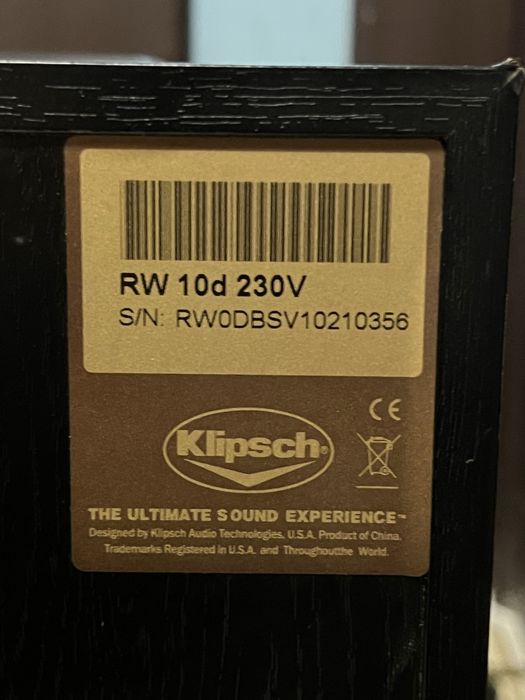 RW 10d 230V
S/N: RW0DBSV10210356
CE
Klipsch®
THE ULTIMATE SOUND EXPERIENCE™
Designed by Klipsch Audio Technologies, U.S.A. Product of China.
Trademarks Registered in U.S.A. and Throughoutthe World.